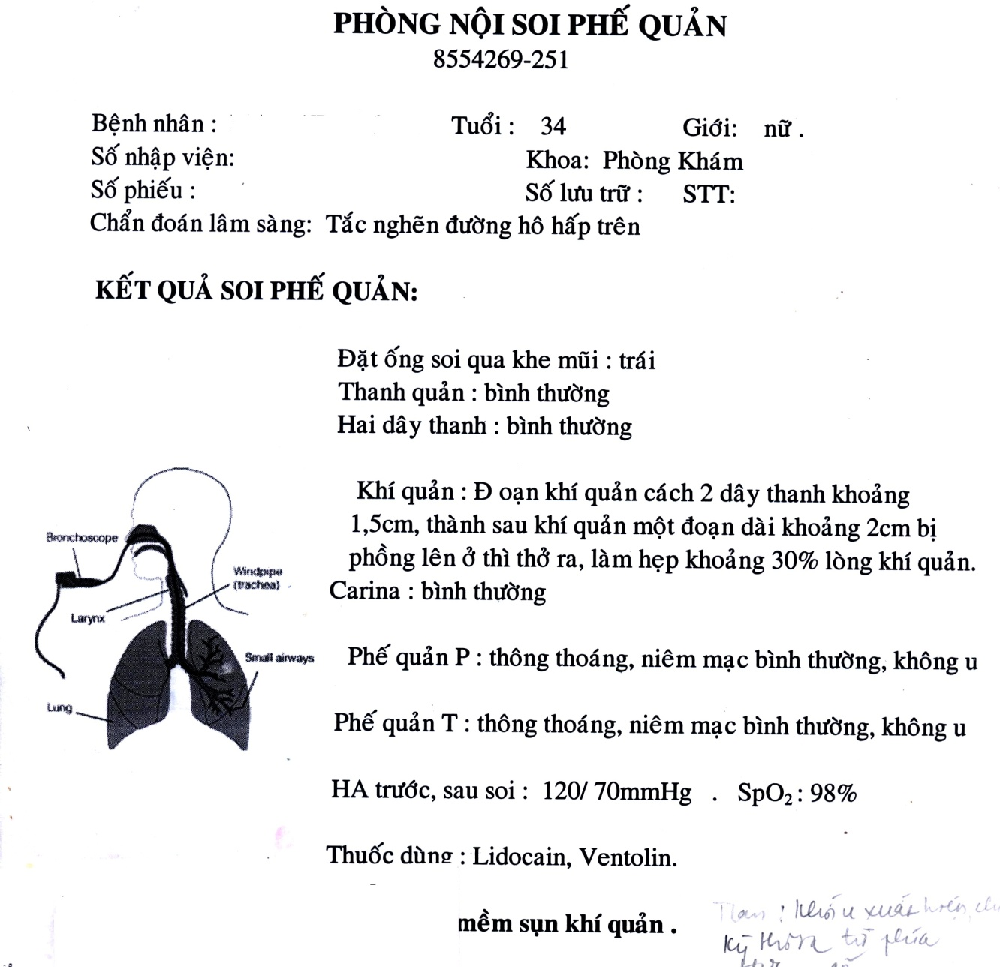 PHÒNG NỘI SOI PHẾ QUẢN
8554269-251
Bệnh nhân : Tuổi : 34 Giới: nữ .
Số nhập viện: Khoa: Phòng Khám
Số phiếu : Số lưu trữ : STT:
Chẩn đoán lâm sàng: Tắc nghẽn đường hô hấp trên
KẾT QUẢ SOI PHẾ QUẢN:
Đặt ống soi qua khe mũi : trái
Thanh quản : bình thường
Hai dây thanh : bình thường
Khí quản : Đ oạn khí quản cách 2 dây thanh khoảng
1,5cm, thành sau khí quản một đoạn dài khoảng 2cm bị
phồng lên ở thì thở ra, làm hẹp khoảng 30% lòng khí quản.
Carina : bình thường
Bronchoscope
Windpipe
(trachea)
Larynx
Small airways
Lung
Phế quản P : thông thoáng, niêm mạc bình thường, không u
Phế quản T : thông thoáng, niêm mạc bình thường, không u
HA trước, sau soi : 120/ 70mmHg . SpO₂ : 98%
Thuốc dùng : Lidocain, Ventolin.
mềm sụn khí quản .
: khối u xuất hiện
kỳ thở ra từ phía